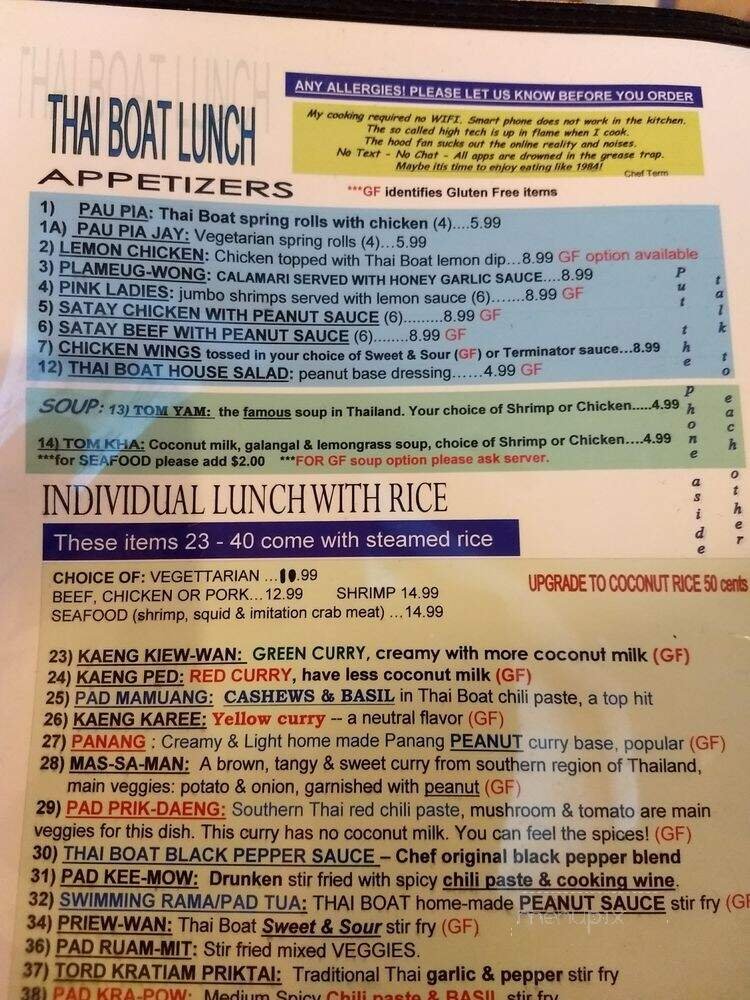 THAI BOAT LUNCH
THAI BOAT LUNCH
ANY ALLERGIES! PLEASE LET US KNOW BEFORE YOU ORDER
My cooking required no WIFI. Smart phone does not work in the kitchen.
The so called high tech is up in flame when I cook.
The hood fan sucks out the online reality and noises.
No Text - No Chat - All apps are drowned in the grease trap.
Maybe itis time to enjoy eating like 1984!
Chef Term
APPETIZERS
***GF identifies Gluten Free items
1) PAU PIA: Thai Boat spring rolls with chicken (4)....5.99
1A) PAU PIA JAY: Vegetarian spring rolls (4)...5.99
2) LEMON CHICKEN: Chicken topped with Thai Boat lemon dip...8.99 GF option available
3) PLAMEUG-WONG: CALAMARI SERVED WITH HONEY GARLIC SAUCE....8.99
4) PINK LADIES: jumbo shrimps served with lemon sauce (6).......8.99 GF
5) SATAY CHICKEN WITH PEANUT SAUCE (6).........8.99 GF
6) SATAY BEEF WITH PEANUT SAUCE (6)........8.99 GF
7) CHICKEN WINGS tossed in your choice of Sweet & Sour (GF) or Terminator sauce...8.99
12) THAI BOAT HOUSE SALAD: peanut base dressing......4.99 GF
Put the phone aside
talk to each other
SOUP: 13) TOM YAM: the famous soup in Thailand. Your choice of Shrimp or Chicken.....4.99
14) TOM KHA: Coconut milk, galangal & lemongrass soup, choice of Shrimp or Chicken....4.99
***for SEAFOOD please add $2.00 ***FOR GF soup option please ask server.
INDIVIDUAL LUNCH WITH RICE
These items 23 - 40 come with steamed rice
CHOICE OF: VEGETTARIAN ...10.99
BEEF, CHICKEN OR PORK...12.99 SHRIMP 14.99
SEAFOOD (shrimp, squid & imitation crab meat) ...14.99
UPGRADE TO COCONUT RICE 50 cents
23) KAENG KIEW-WAN: GREEN CURRY, creamy with more coconut milk (GF)
24) KAENG PED: RED CURRY, have less coconut milk (GF)
25) PAD MAMUANG: CASHEWS & BASIL in Thai Boat chili paste, a top hit
26) KAENG KAREE: Yellow curry -- a neutral flavor (GF)
27) PANANG : Creamy & Light home made Panang PEANUT curry base, popular (GF)
28) MAS-SA-MAN: A brown, tangy & sweet curry from southern region of Thailand,
main veggies: potato & onion, garnished with peanut (GF)
29) PAD PRIK-DAENG: Southern Thai red chili paste, mushroom & tomato are main
veggies for this dish. This curry has no coconut milk. You can feel the spices! (GF)
30) THAI BOAT BLACK PEPPER SAUCE – Chef original black pepper blend
31) PAD KEE-MOW: Drunken stir fried with spicy chili paste & cooking wine.
32) SWIMMING RAMA/PAD TUA: THAI BOAT home-made PEANUT SAUCE stir fry (GF
34) PRIEW-WAN: Thai Boat Sweet & Sour stir fry (GF)
36) PAD RUAM-MIT: Stir fried mixed VEGGIES.
37) TORD KRATIAM PRIKTAI: Traditional Thai garlic & pepper stir fry
38) PAD KRA-POW: Medium Spicy Chili paste & BASIL stir fry
menupix